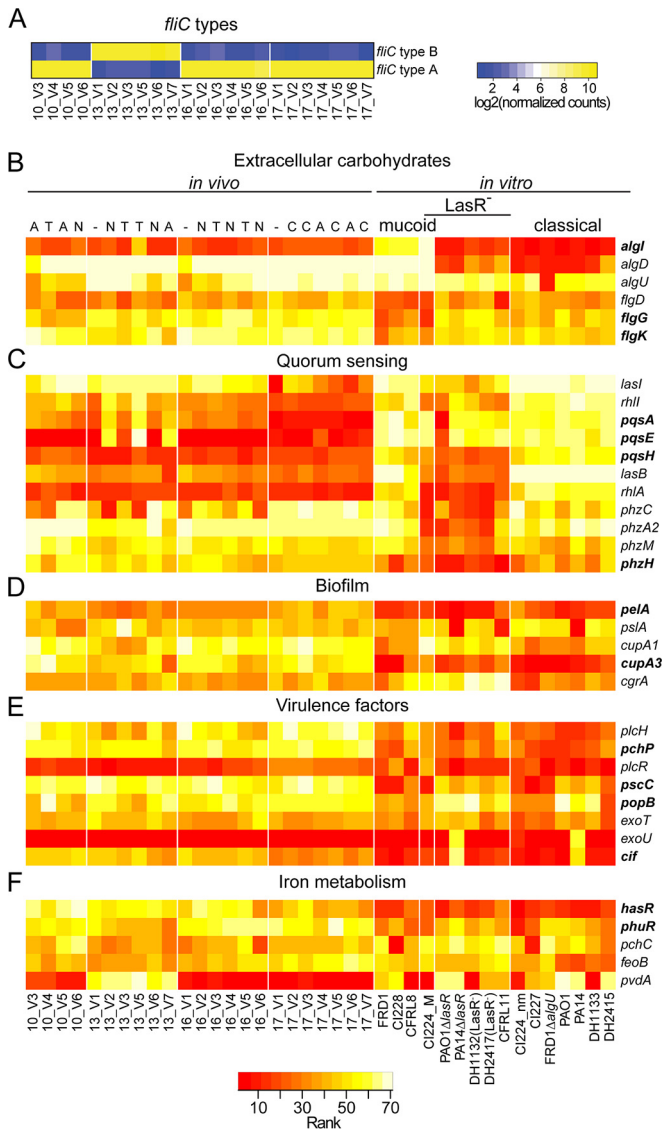 A
fliC types
fliC type B
fliC type A
10_V3 10_V4 10_V5 10_V6 13_V1 13_V2 13_V3 13_V5 13_V6 13_V7 16_V1 16_V2 16_V3 16_V4 16_V5 16_V6 17_V1 17_V2 17_V3 17_V4 17_V5 17_V6 17_V7
2 4 6 8 10
log2(normalized counts)
B
Extracellular carbohydrates
in vivo in vitro
LasR-
A T A N - N T T N A - N T N T N - C C A C A C mucoid classical
algI
algD
algU
flgD
flgG
flgK
C
Quorum sensing
lasI
rhlI
pqsA
pqsE
pqsH
lasB
rhlA
phzC
phzA2
phzM
phzH
D
Biofilm
pelA
pslA
cupA1
cupA3
cgrA
E
Virulence factors
plcH
pchP
plcR
pscC
popB
exoT
exoU
cif
F
Iron metabolism
hasR
phuR
pchC
feoB
pvdA
10_V3 10_V4 10_V5 10_V6 13_V1 13_V2 13_V3 13_V5 13_V6 13_V7 16_V1 16_V2 16_V3 16_V4 16_V5 16_V6 17_V1 17_V2 17_V3 17_V4 17_V5 17_V6 17_V7 FRD1 CI228 CFRL8 CI224_M PAO1ΔlasR PA14ΔlasR DH1132(LasR-) DH2417(LasR-) CFRL11 CI224_nm CI227 FRD1ΔalgU PAO1 PA14 DH1133 DH2415
10 30 50 70
Rank